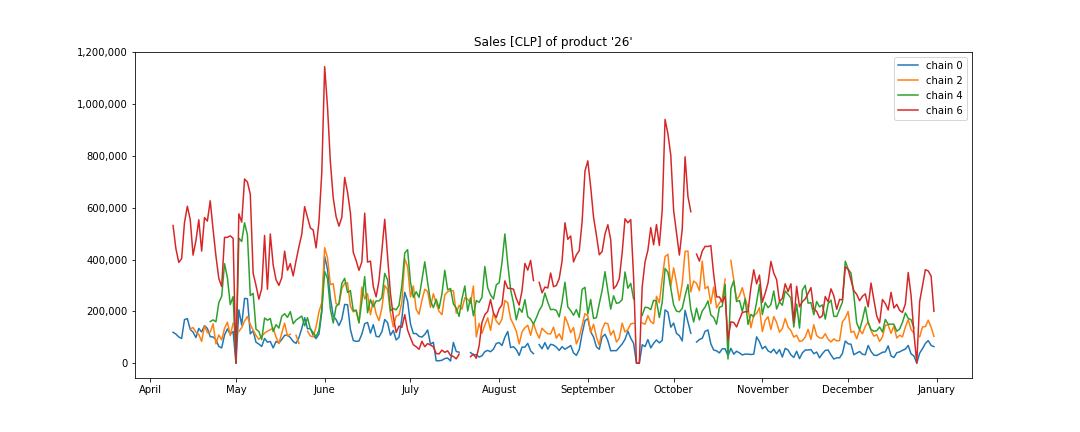 Sales [CLP] of product '26'
1,200,000
1,000,000
800,000
600,000
400,000
200,000
0
chain 0
chain 2
chain 4
chain 6
April May June July August September October November December January